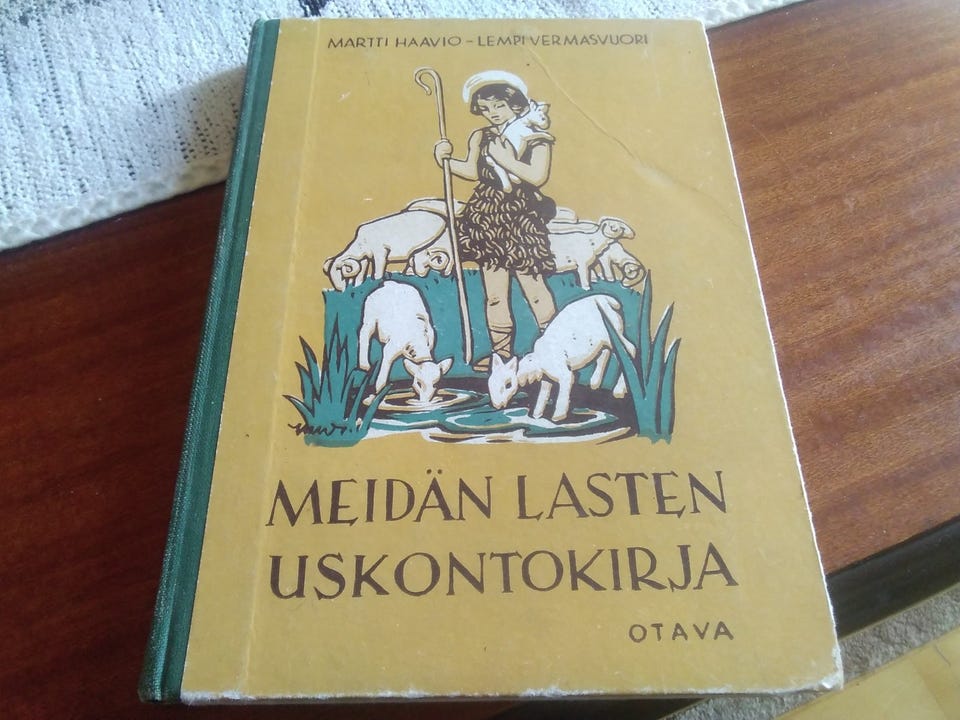 MARTTI HAAVIO – LEMPI VERMASVUORI
MEIDÄN LASTEN
USKONTOKIRJA
OTAVA